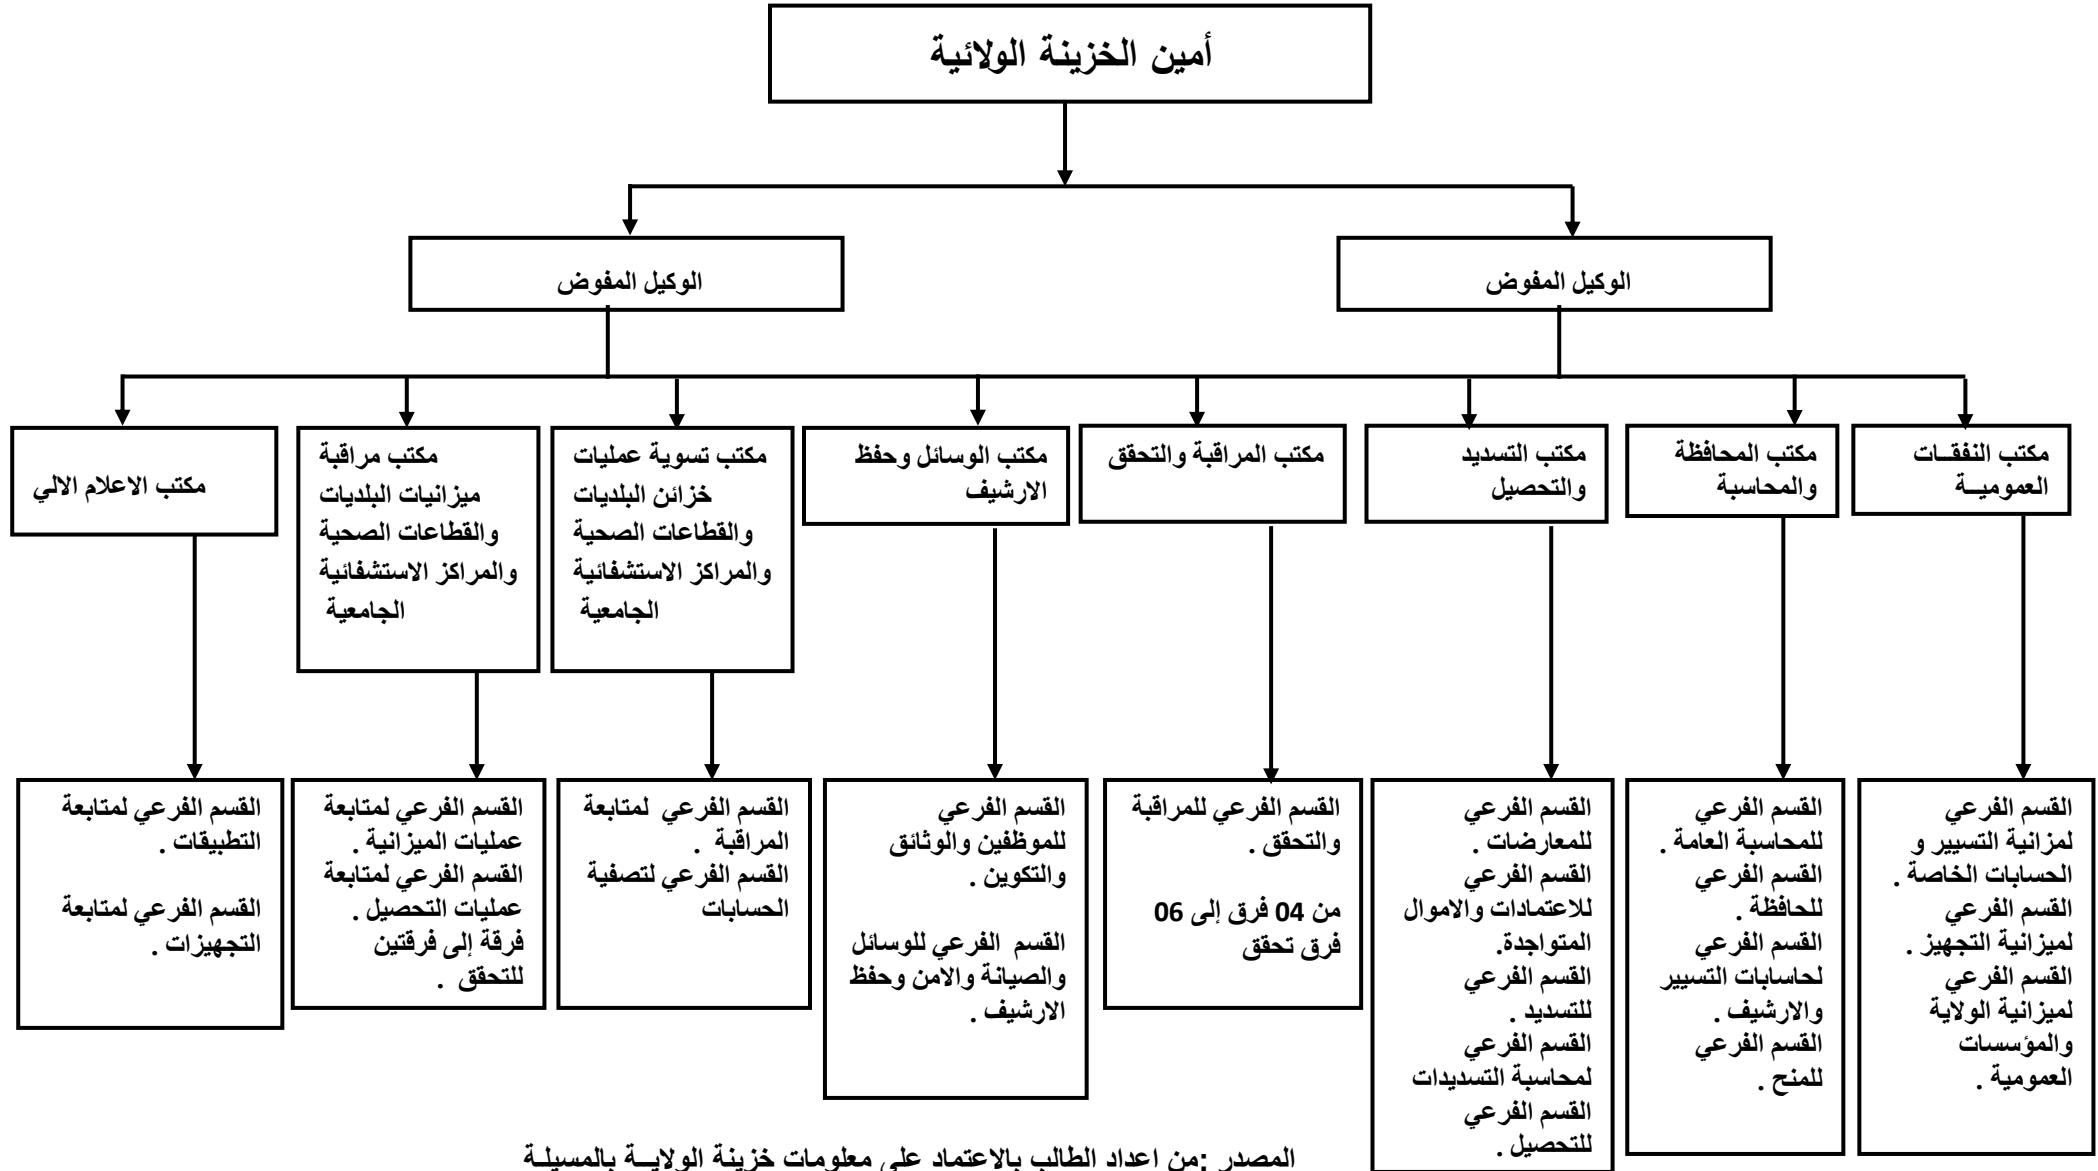 أمين الخزينة الولائية
الوكيل المفوض
الوكيل المفوض
مكتب النفقــات
العموميــة
مكتب المحافظة
والمحاسبة
مكتب التسديد
والتحصيل
مكتب المراقبة والتحقق
مكتب الوسائل وحفظ
الارشيف
مكتب تسوية عمليات
خزائن البلديات
والقطاعات الصحية
والمراكز الاستشفائية
الجامعية
مكتب مراقبة
ميزانيات البلديات
والقطاعات الصحية
والمراكز الاستشفائية
الجامعية
مكتب الاعلام الالي
القسم الفرعي
لمزانية التسيير و
الحسابات الخاصة .
القسم الفرعي
لميزانية التجهيز .
القسم الفرعي
لميزانية الولاية
والمؤسسات
العمومية .
القسم الفرعي
للمحاسبة العامة .
القسم الفرعي
للحافظة .
القسم الفرعي
لحاسابات التسيير
والارشيف .
القسم الفرعي
للمنح .
القسم الفرعي
للمعارضات .
القسم الفرعي
للاعتمادات والاموال
المتواجدة.
القسم الفرعي
للتسديد .
القسم الفرعي
لمحاسبة التسديدات
القسم الفرعي
للتحصيل .
القسم الفرعي للمراقبة
والتحقق .
من 04 فرق إلى 06
فرق تحقق
القسم الفرعي
للموظفين والوثائق
والتكوين .
القسم الفرعي للوسائل
والصيانة والامن وحفظ
الارشيف .
القسم الفرعي لمتابعة
المراقبة .
القسم الفرعي لتصفية
الحسابات
القسم الفرعي لمتابعة
عمليات الميزانية .
القسم الفرعي لمتابعة
عمليات التحصيل .
فرقة إلى فرقتين
للتحقق .
القسم الفرعي لمتابعة
التطبيقات .
القسم الفرعي لمتابعة
التجهيزات .
المصدر :من اعداد الطالب بالاعتماد على معلومات خزينة الولايــة بالمسيلـة